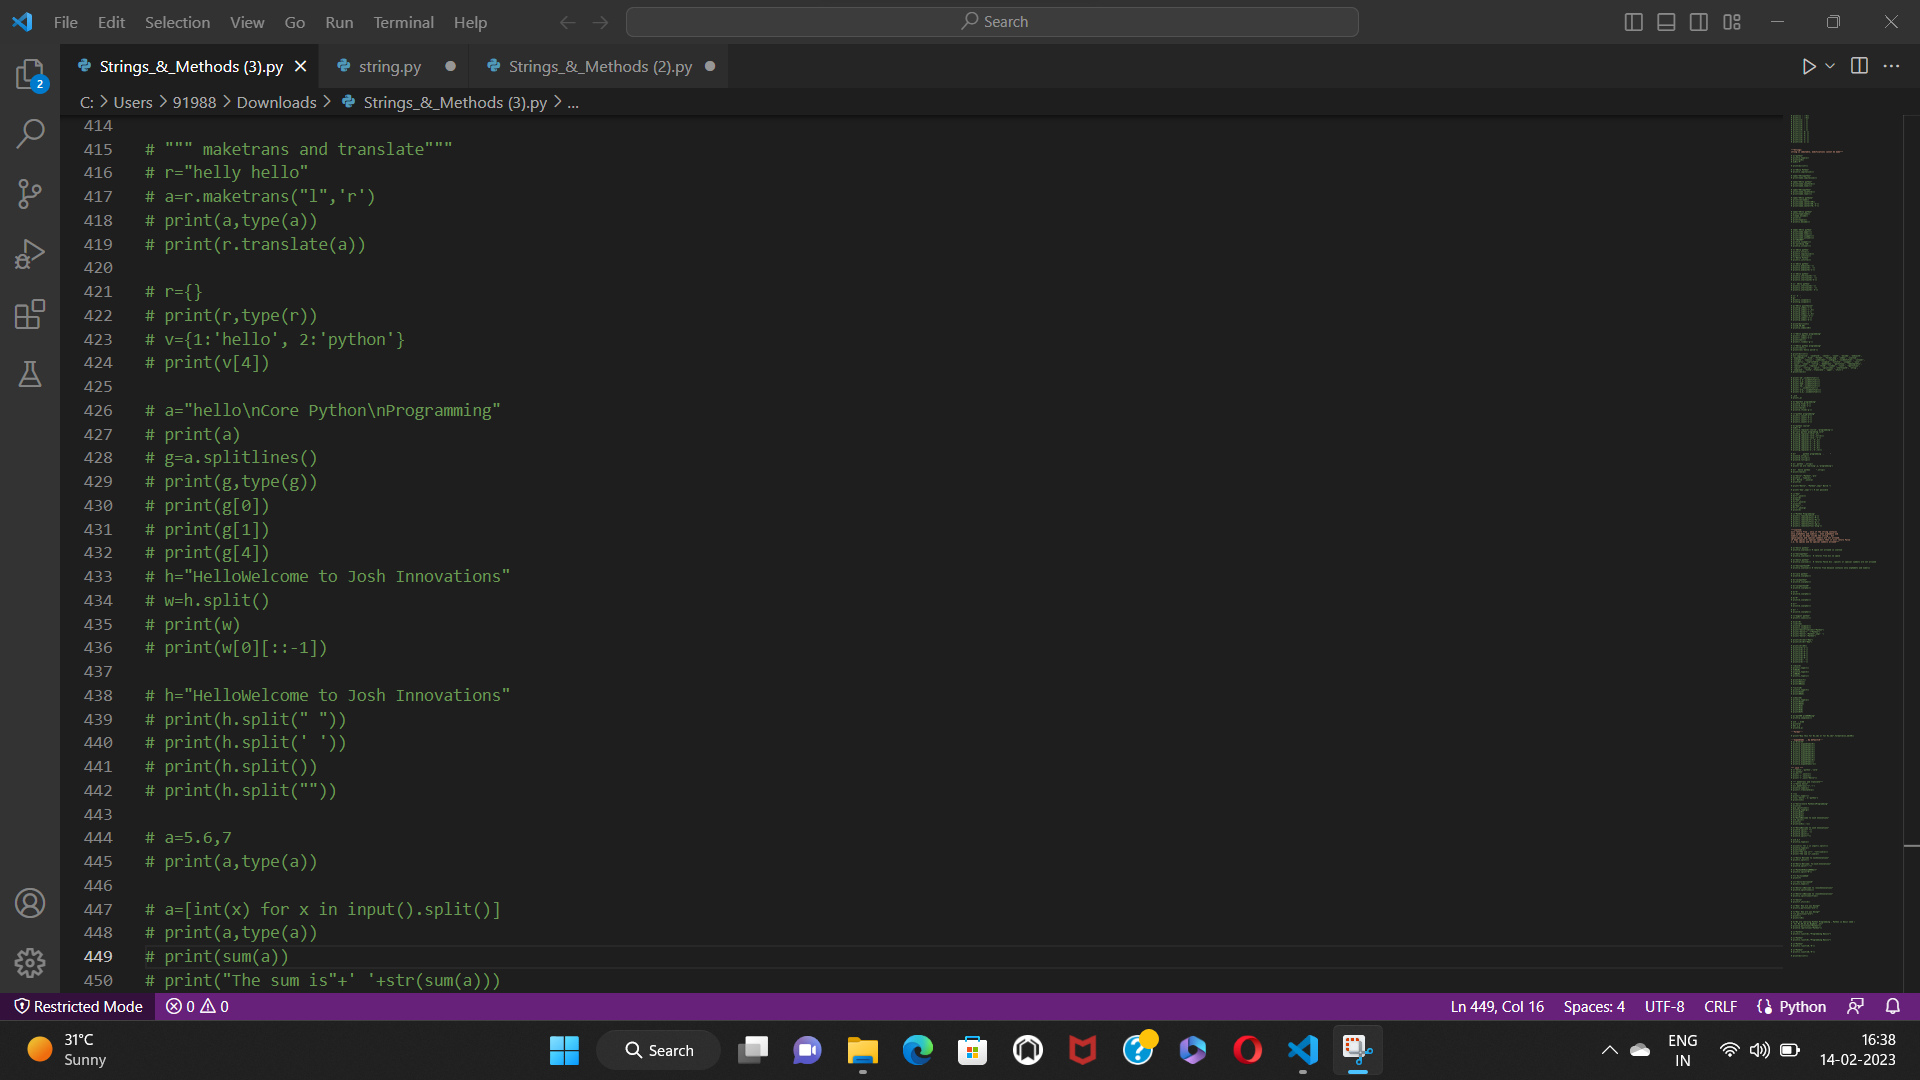 File Edit Selection View Go Run Terminal Help Search
Strings_&_Methods (3).py string.py Strings_&_Methods (2).py
C: > Users > 91988 > Downloads > Strings_&_Methods (3).py > ...
2
414
415 # """ maketrans and translate"""
416 # r="helly hello"
417 # a=r.maketrans("l",'r')
418 # print(a,type(a))
419 # print(r.translate(a))
420
421 # r={}
422 # print(r,type(r))
423 # v={1:'hello', 2:'python'}
424 # print(v[4])
425
426 # a="hello\nCore Python\nProgramming"
427 # print(a)
428 # g=a.splitlines()
429 # print(g,type(g))
430 # print(g[0])
431 # print(g[1])
432 # print(g[4])
433 # h="HelloWelcome to Josh Innovations"
434 # w=h.split()
435 # print(w)
436 # print(w[0][::-1])
437
438 # h="HelloWelcome to Josh Innovations"
439 # print(h.split(" "))
440 # print(h.split(' '))
441 # print(h.split())
442 # print(h.split(""))
443
444 # a=5.6,7
445 # print(a,type(a))
446
447 # a=[int(x) for x in input().split()]
448 # print(a,type(a))
449 # print(sum(a))
450 # print("The sum is"+' '+str(sum(a)))
Restricted Mode 0 0 Ln 449, Col 16 Spaces: 4 UTF-8 CRLF Python
31°C
Sunny
Search
ENG
IN
16:38
14-02-2023